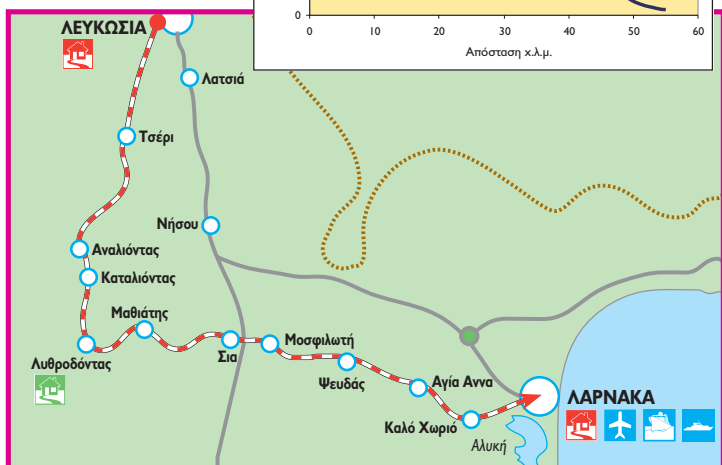 0
0 10 20 30 40 50 60
Απόσταση χ.λ.μ.
ΛΕΥΚΩΣΙΑ
Λατσιά
Τσέρι
Νήσου
Αναλιόντας
Καταλιόντας
Μαθιάτης
Λυθροδόντας
Σια
Μοσφιλωτή
Ψευδάς
Αγία Αννα
ΛΑΡΝΑΚΑ
Καλό Χωριό
Αλυκή